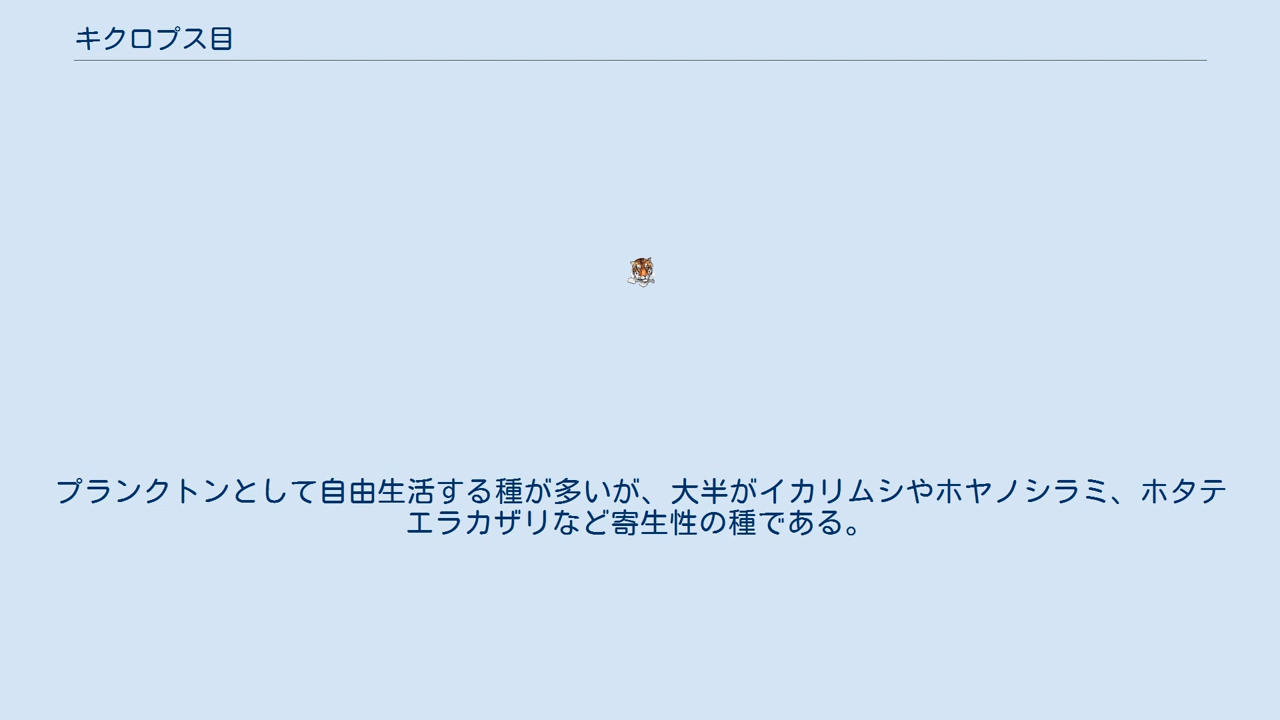 キクロプス目
プランクトンとして自由生活する種が多いが、大半がイカリムシやホヤノシラミ、ホタテ
エラカザリなど寄生性の種である。